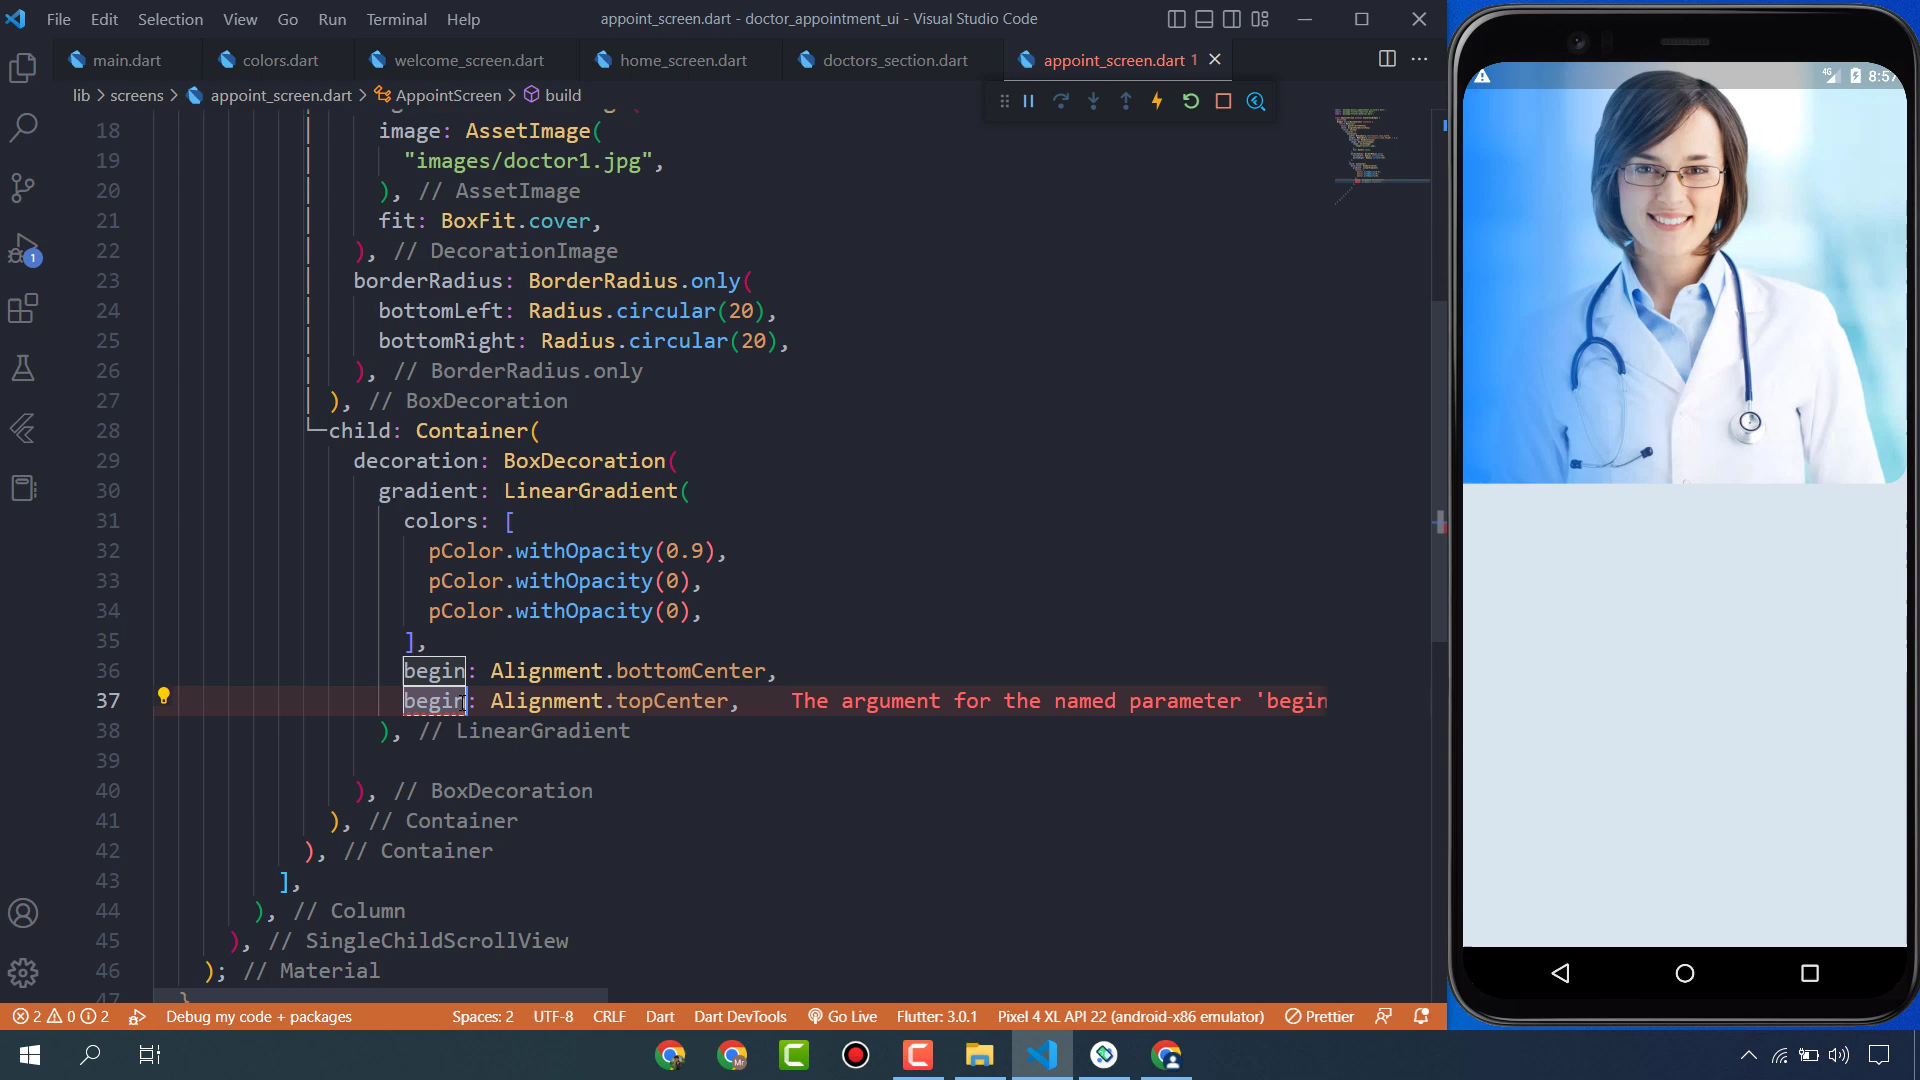 File Edit Selection View Go Run Terminal Help
appoint_screen.dart - doctor_appointment_ui - Visual Studio Code
main.dart colors.dart welcome_screen.dart home_screen.dart doctors_section.dart appoint_screen.dart 1
lib > screens > appoint_screen.dart > AppointScreen > build
18 image: AssetImage(
19 "images/doctor1.jpg",
20 ), // AssetImage
21 fit: BoxFit.cover,
22 ), // DecorationImage
23 borderRadius: BorderRadius.only(
24 bottomLeft: Radius.circular(20),
25 bottomRight: Radius.circular(20),
26 ), // BorderRadius.only
27 ), // BoxDecoration
28 child: Container(
29 decoration: BoxDecoration(
30 gradient: LinearGradient(
31 colors: [
32 pColor.withOpacity(0.9),
33 pColor.withOpacity(0),
34 pColor.withOpacity(0),
35 ],
36 begin: Alignment.bottomCenter,
37 begin: Alignment.topCenter, The argument for the named parameter 'begin
38 ), // LinearGradient
39
40 ), // BoxDecoration
41 ), // Container
42 ), // Container
43 ],
44 ), // Column
45 ), // SingleChildScrollView
46 ); // Material
47 }
1
2 0 2 Debug my code + packages Spaces: 2 UTF-8 CRLF Dart Dart DevTools Go Live Flutter: 3.0.1 Pixel 4 XL API 22 (android-x86 emulator) Prettier
4G 8:57